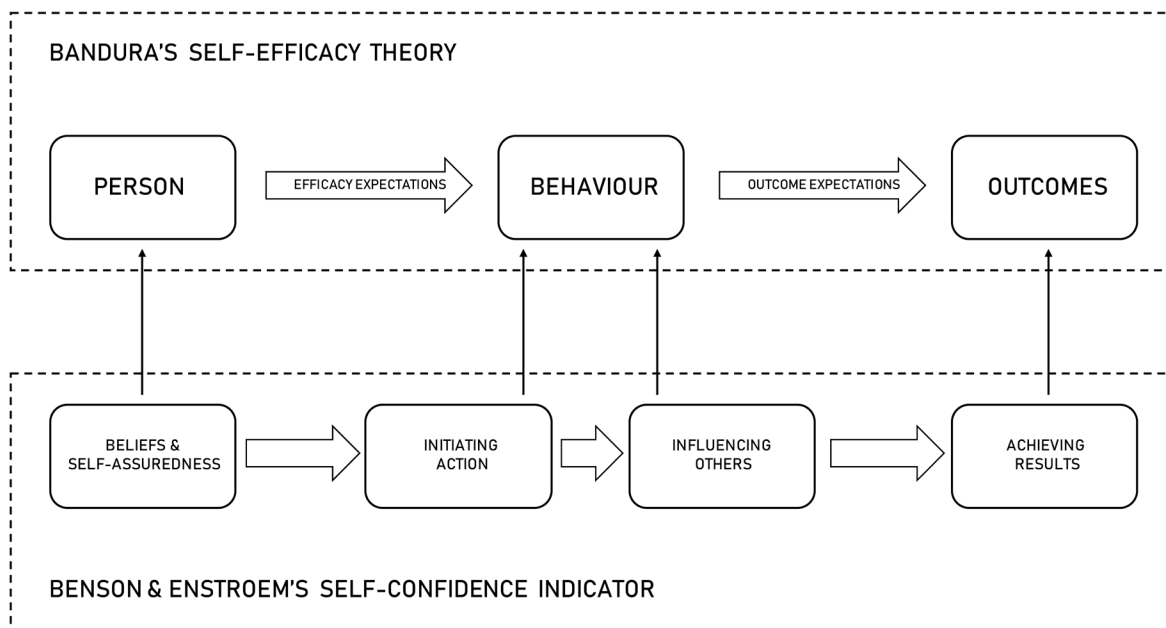 BANDURA'S SELF-EFFICACY THEORY
PERSON
EFFICACY EXPECTATIONS
BEHAVIOUR
OUTCOME EXPECTATIONS
OUTCOMES
BELIEFS &
SELF-ASSUREDNESS
INITIATING
ACTION
INFLUENCING
OTHERS
ACHIEVING
RESULTS
BENSON & ENSTROEM'S SELF-CONFIDENCE INDICATOR